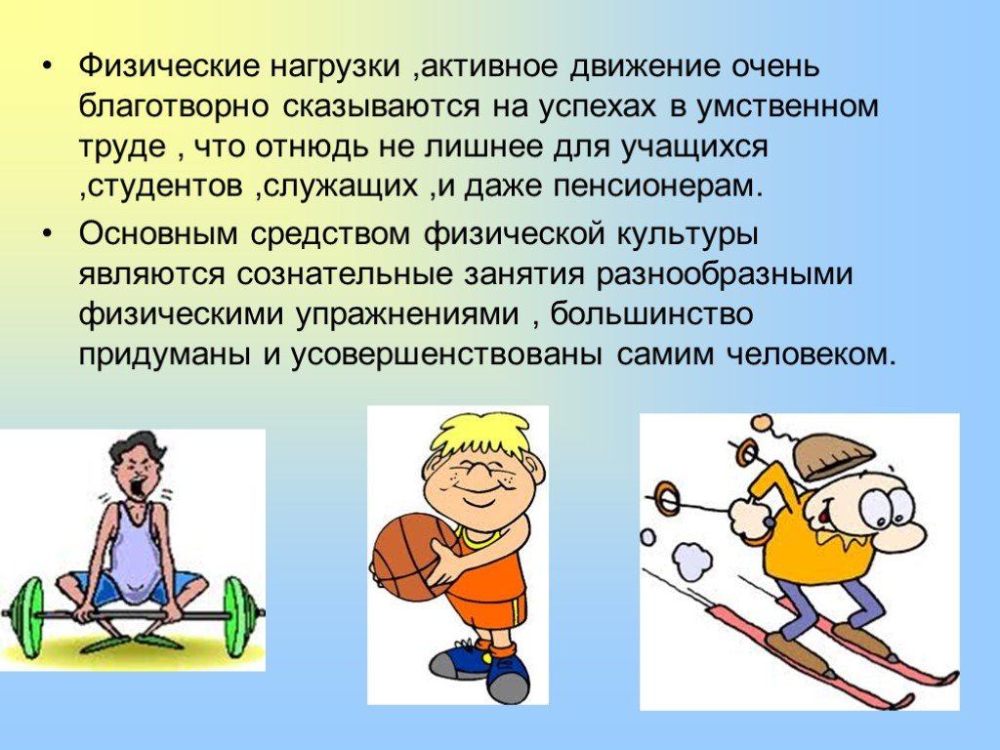 • Физические нагрузки ,активное движение очень
благотворно сказываются на успехах в умственном
труде , что отнюдь не лишнее для учащихся
,студентов ,служащих ,и даже пенсионерам.
• Основным средством физической культуры
являются сознательные занятия разнообразными
физическими упражнениями , большинство
придуманы и усовершенствованы самим человеком.